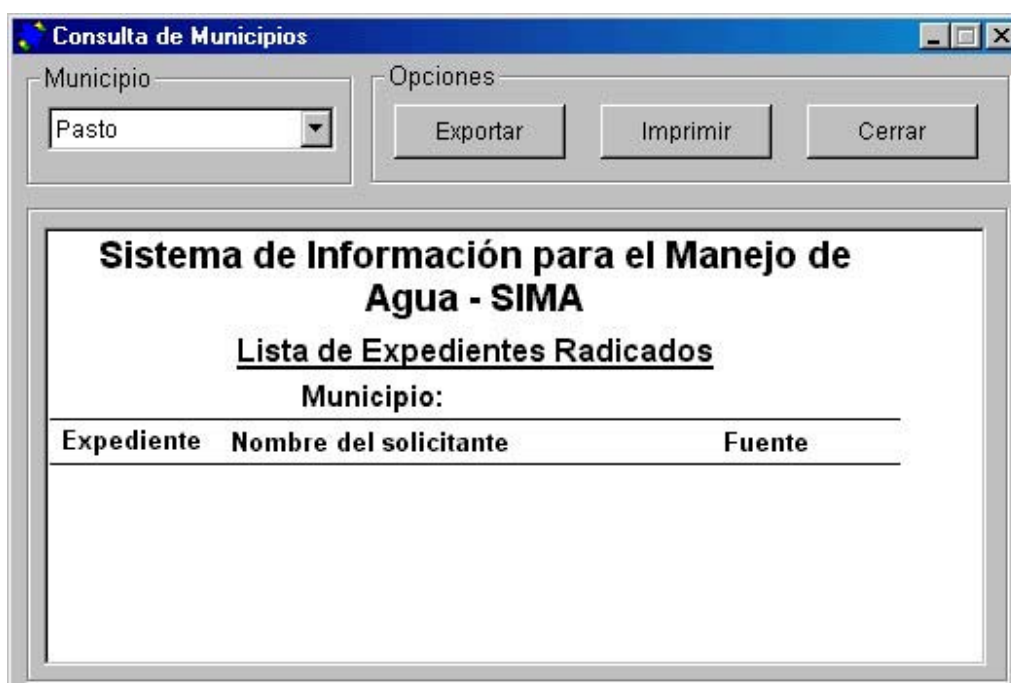 Consulta de Municipios
Municipio
Opciones
Pasto
Exportar
Imprimir
Cerrar
Sistema de Información para el Manejo de
Agua - SIMA
Lista de Expedientes Radicados
Municipio:
Expediente Nombre del solicitante Fuente